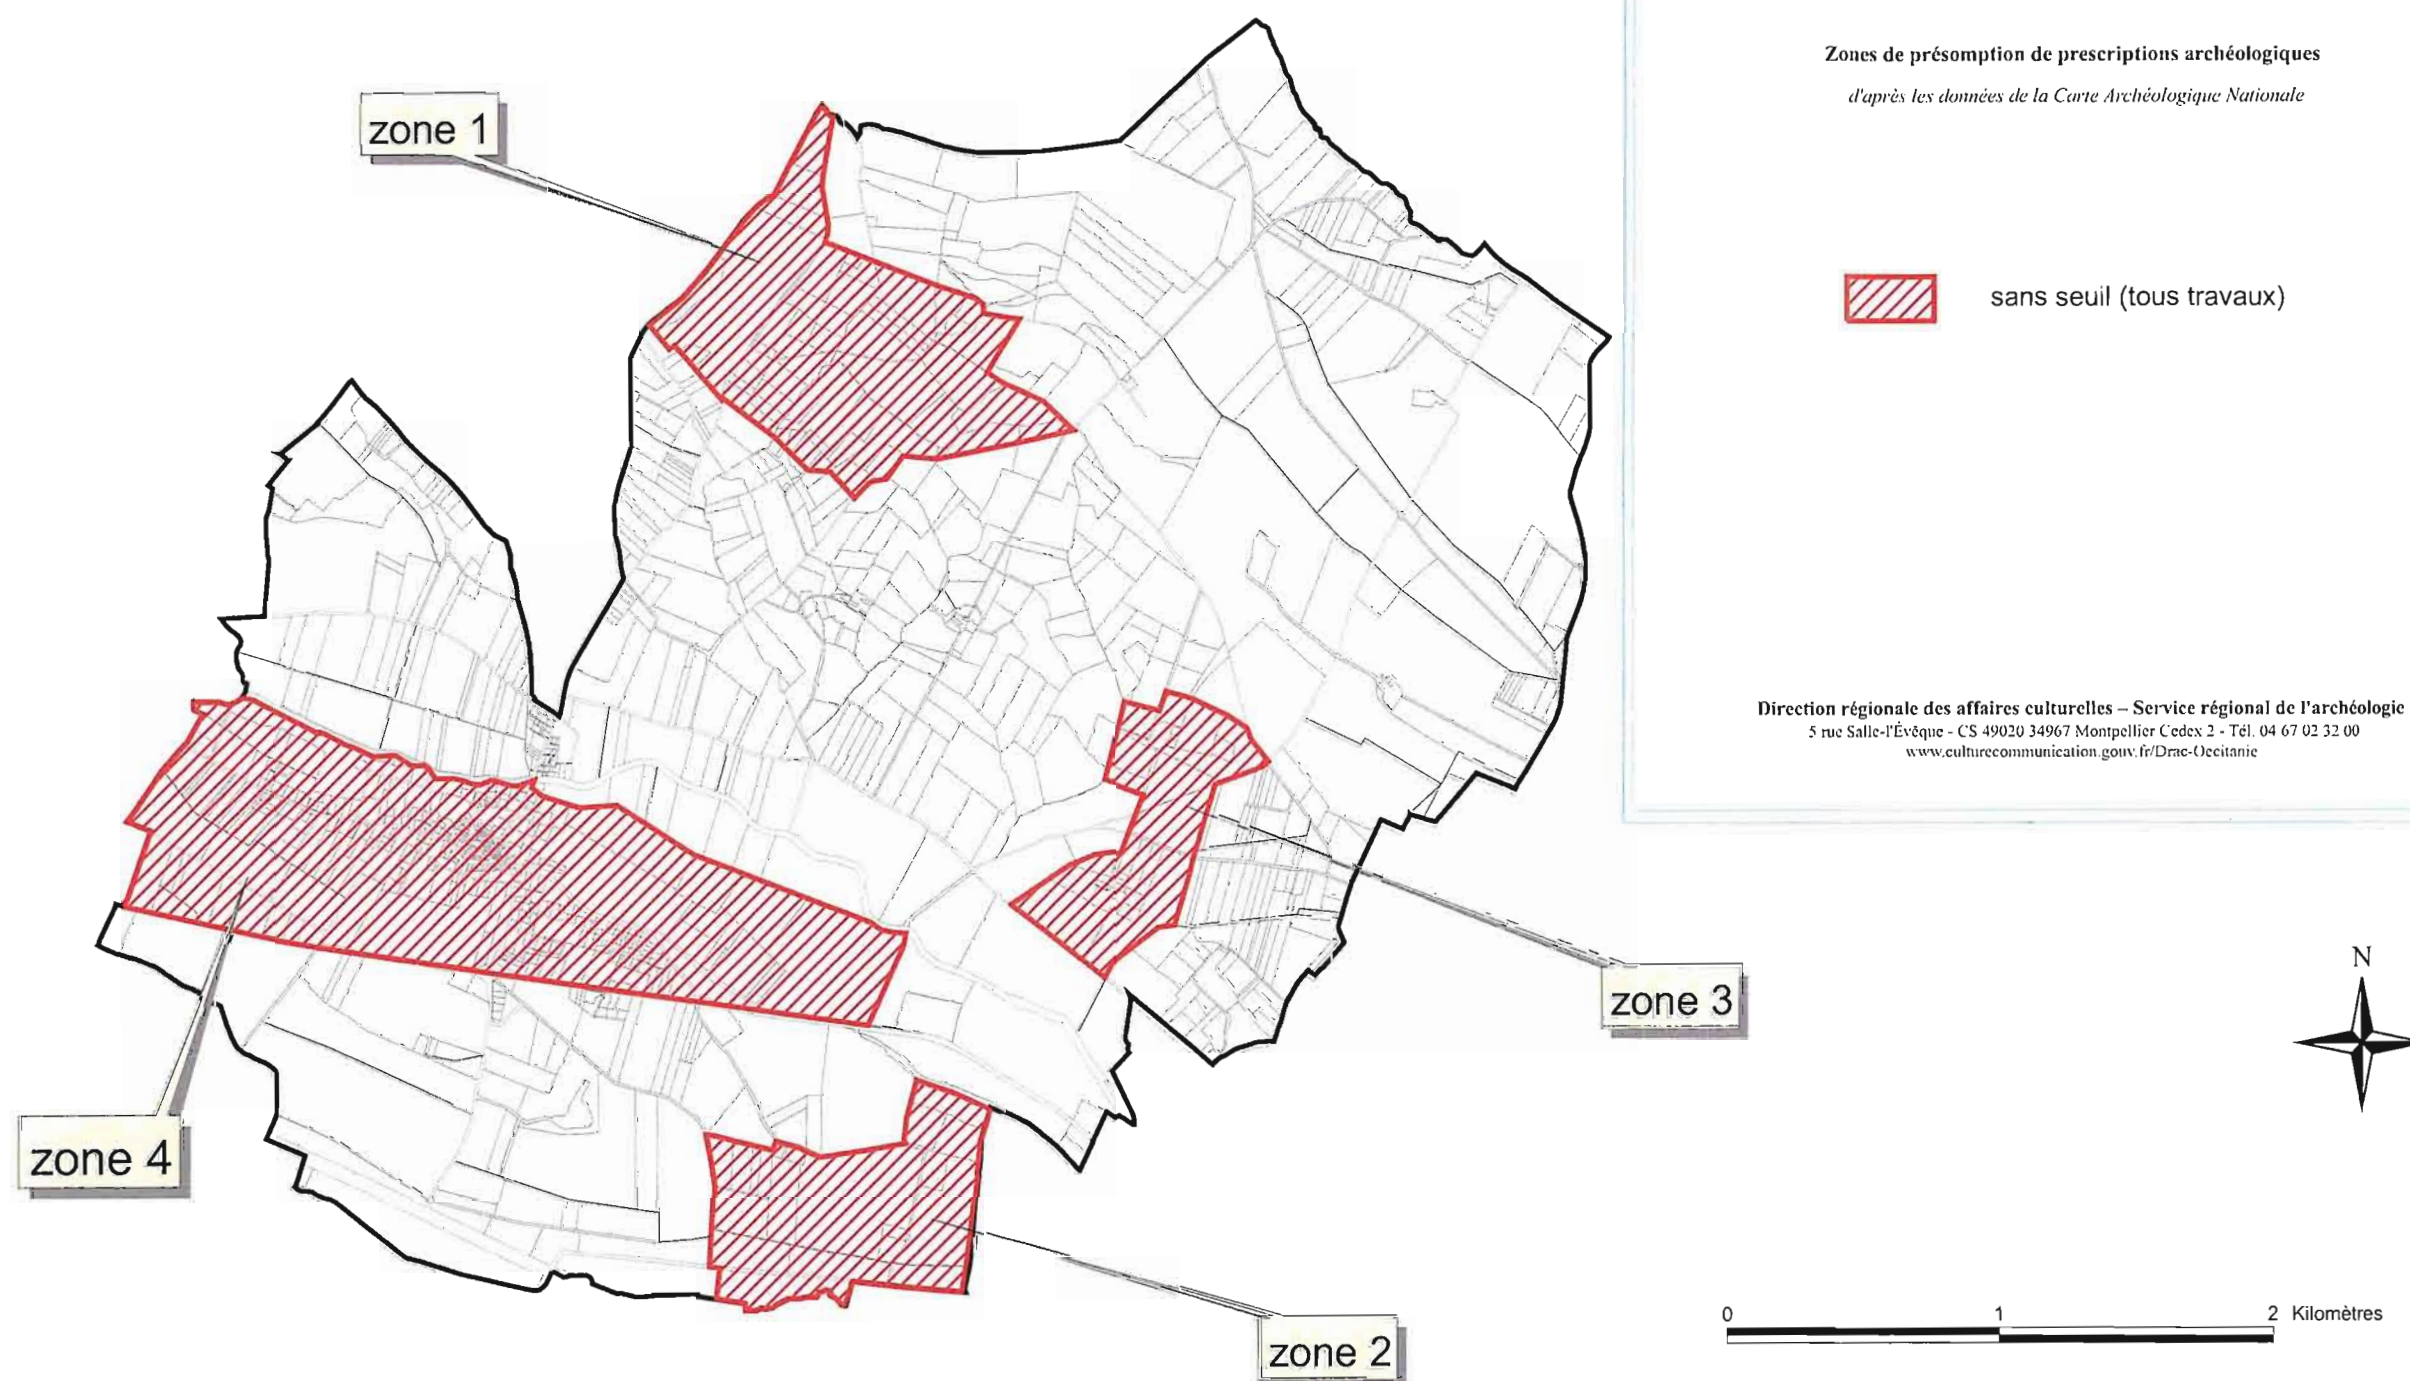 Zones de présomption de prescriptions archéologiques
d'après les données de la Carte Archéologique Nationale
zone 1
sans seuil (tous travaux)
Direction régionale des affaires culturelles – Service régional de l'archéologie
5 rue Salle-l'Évêque - CS 49020 34967 Montpellier Cedex 2 - Tél. 04 67 02 32 00
www.culturecommunication.gouv.fr/Drac-Occitanie
N
zone 3
zone 4
zone 2
0 1 2 Kilomètres